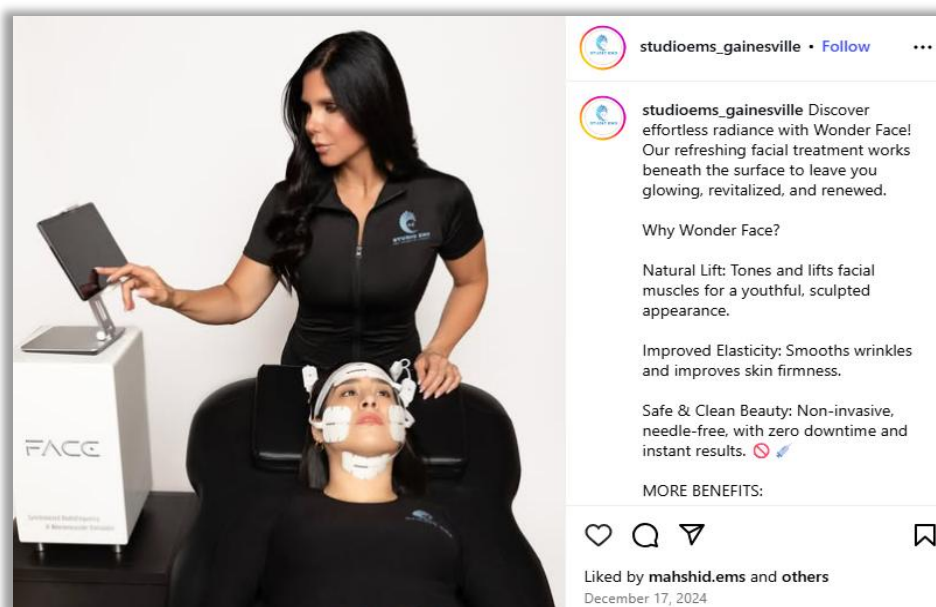 studioems_gainesville • Follow
studioems_gainesville Discover
effortless radiance with Wonder Face!
Our refreshing facial treatment works
beneath the surface to leave you
glowing, revitalized, and renewed.
Why Wonder Face?
Natural Lift: Tones and lifts facial
muscles for a youthful, sculpted
appearance.
Improved Elasticity: Smooths wrinkles
and improves skin firmness.
Safe & Clean Beauty: Non-invasive,
needle-free, with zero downtime and
instant results. 🚫 💉
MORE BENEFITS:
Liked by mahshid.ems and others
December 17, 2024
STUDIO EMS
FACE